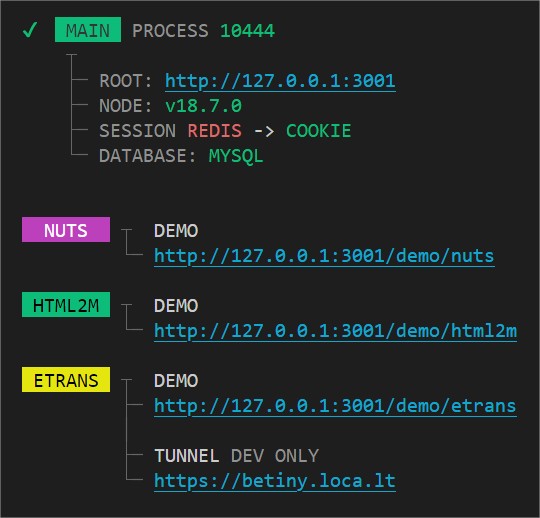 ✓ MAIN PROCESS 10444
ROOT: http://127.0.0.1:3001
NODE: v18.7.0
SESSION REDIS -> COOKIE
DATABASE: MYSQL
NUTS DEMO
http://127.0.0.1:3001/demo/nuts
HTML2M DEMO
http://127.0.0.1:3001/demo/html2m
ETRANS DEMO
http://127.0.0.1:3001/demo/etrans
TUNNEL DEV ONLY
https://betiny.loca.lt